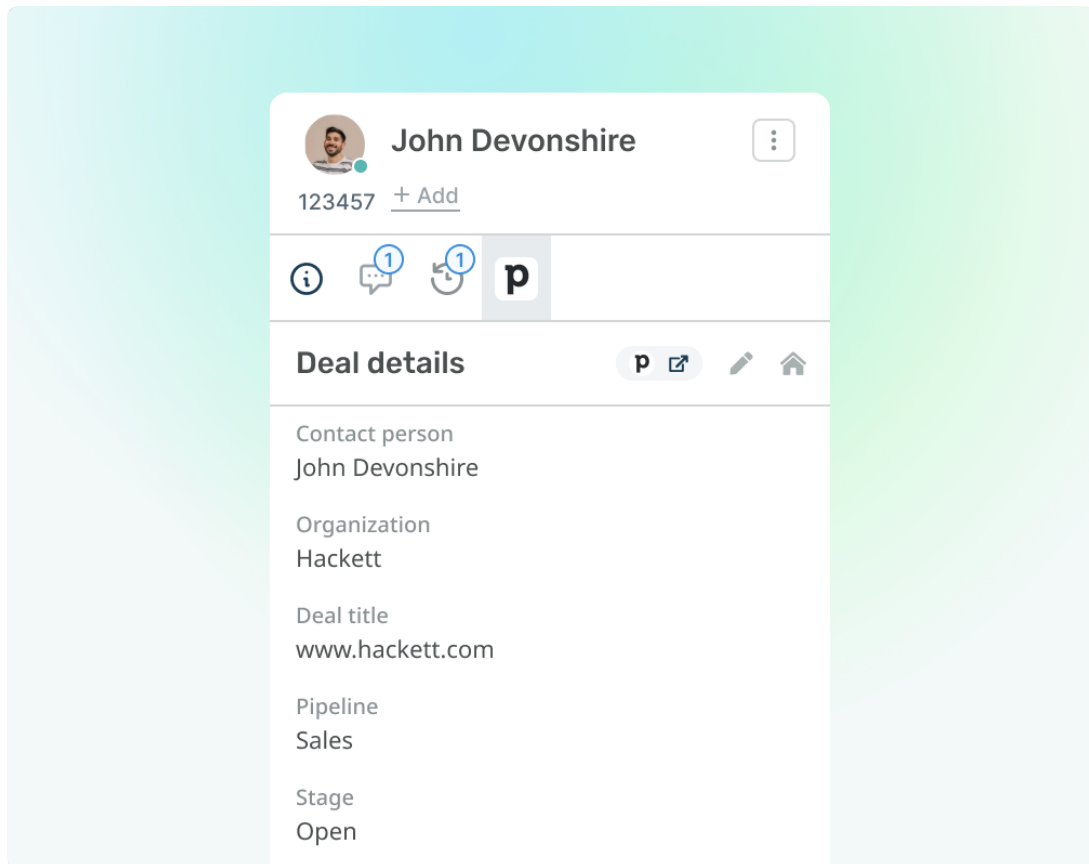 John Devonshire
123457 + Add
1 1 p
Deal details p
Contact person
John Devonshire
Organization
Hackett
Deal title
www.hackett.com
Pipeline
Sales
Stage
Open